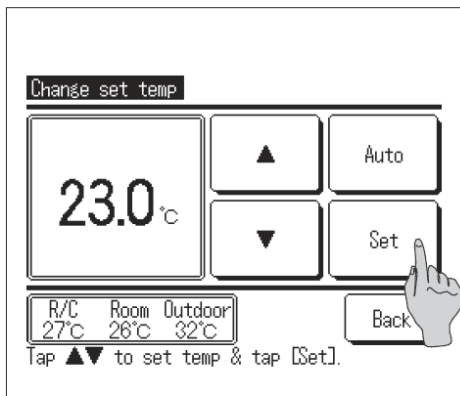 Change set temp
23.0°C
▲
Auto
▼
Set
R/C Room Outdoor
27°C 26°C 32°C
Back
Tap ▲▼ to set temp & tap [Set].